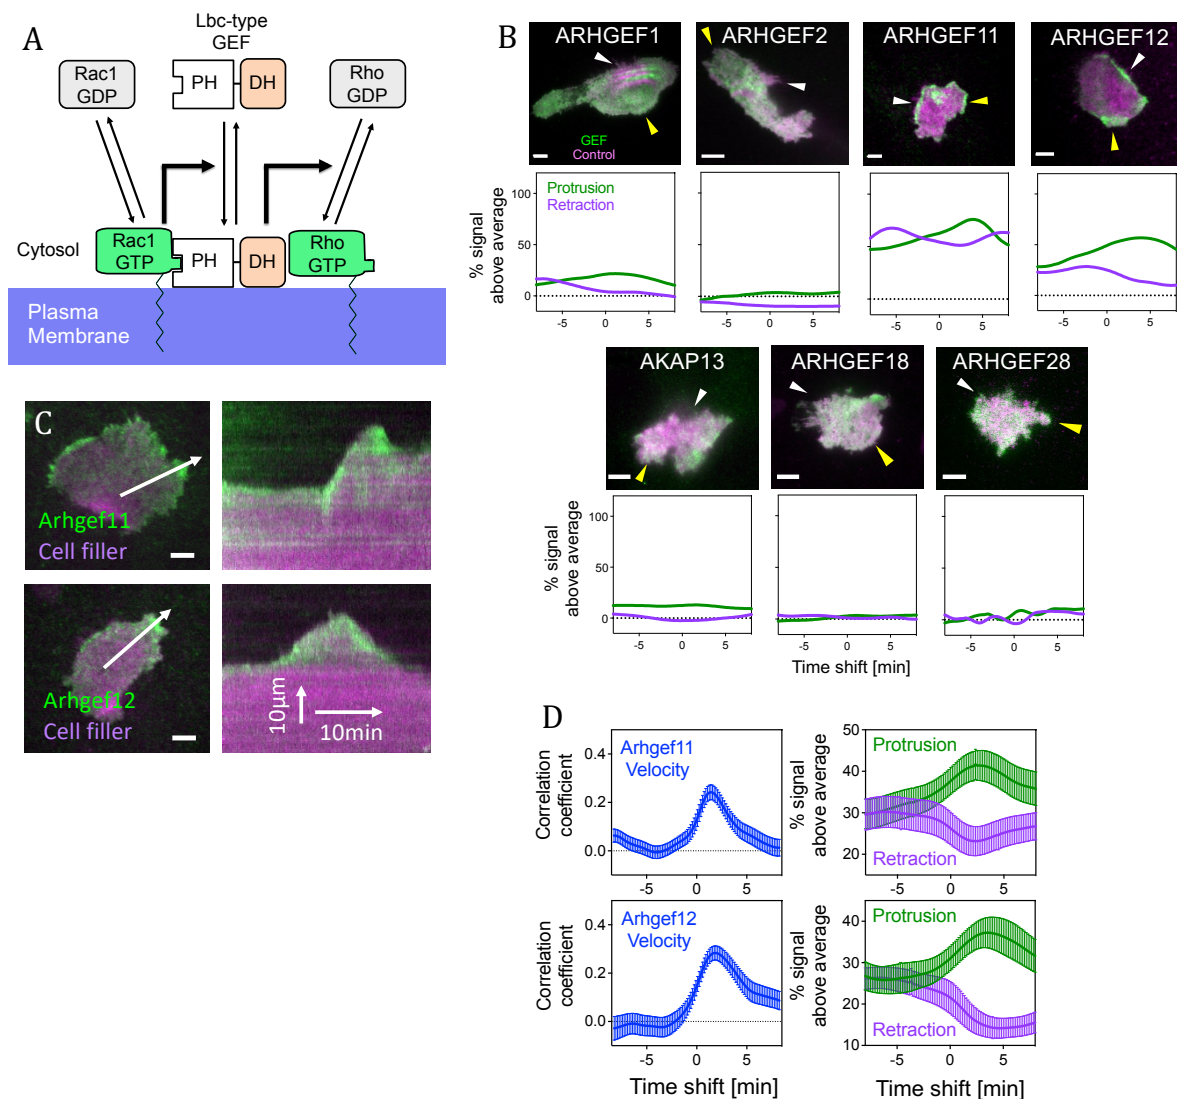 A
Lbc-type
GEF
Rac1
GDP
PH
DH
Rho
GDP
Cytosol
Rac1
GTP
PH
DH
Rho
GTP
Plasma
Membrane
B
ARHGEF1
ARHGEF2
ARHGEF11
ARHGEF12
GEF
Control
% signal
above average
100
50
0
Protrusion
Retraction
-5 0 5
-5 0 5
-5 0 5
-5 0 5
AKAP13
ARHGEF18
ARHGEF28
% signal
above average
100
50
0
-5 0 5
-5 0 5
-5 0 5
Time shift [min]
C
Arhgef11
Cell filler
Arhgef12
Cell filler
10µm
10min
D
Correlation
coefficient
0.4
0.2
0.0
Arhgef11
Velocity
-5 0 5
% signal
above average
50
40
30
20
Protrusion
Retraction
-5 0 5
Correlation
coefficient
0.4
0.2
0.0
Arhgef12
Velocity
-5 0 5
Time shift [min]
% signal
above average
40
30
20
10
Protrusion
Retraction
-5 0 5
Time shift [min]